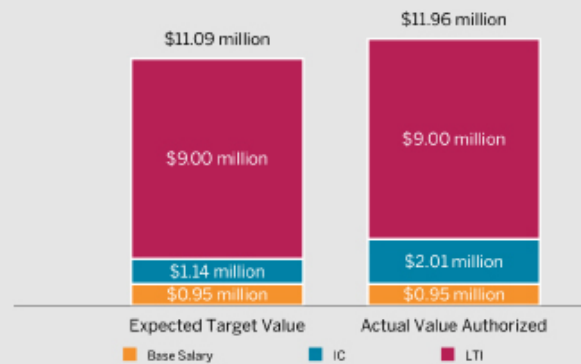 $11.09 million
$11.96 million
$9.00 million
$9.00 million
$1.14 million
$2.01 million
$0.95 million
$0.95 million
Expected Target Value
Actual Value Authorized
Base Salary
IC
LTI